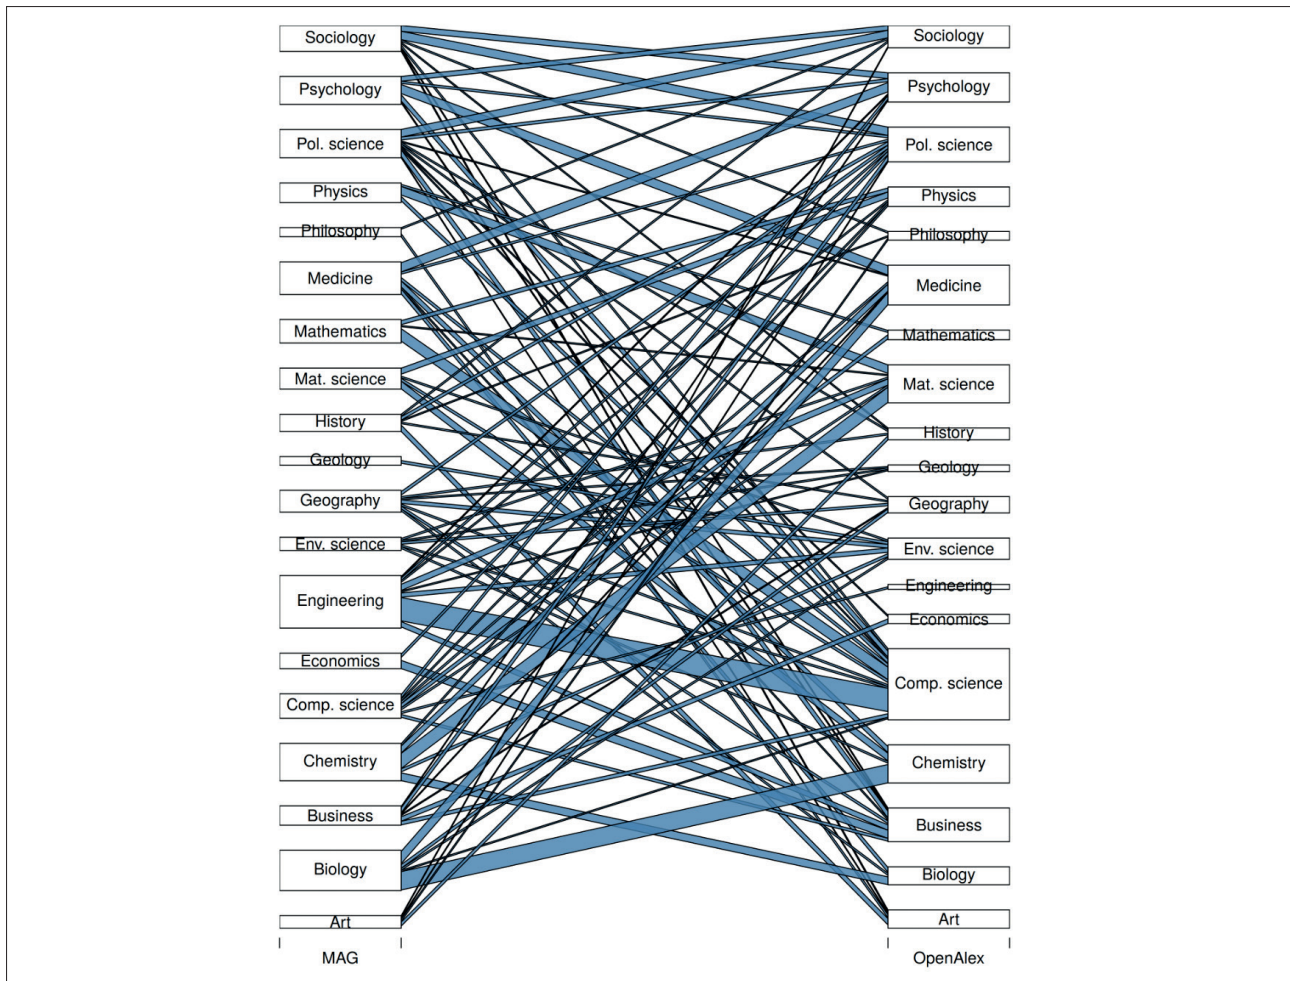 Sociology
Psychology
Pol. science
Physics
Philosophy
Medicine
Mathematics
Mat. science
History
Geology
Geography
Env. science
Engineering
Economics
Comp. science
Chemistry
Business
Biology
Art
MAG
Sociology
Psychology
Pol. science
Physics
Philosophy
Medicine
Mathematics
Mat. science
History
Geology
Geography
Env. science
Engineering
Economics
Comp. science
Chemistry
Business
Biology
Art
OpenAlex